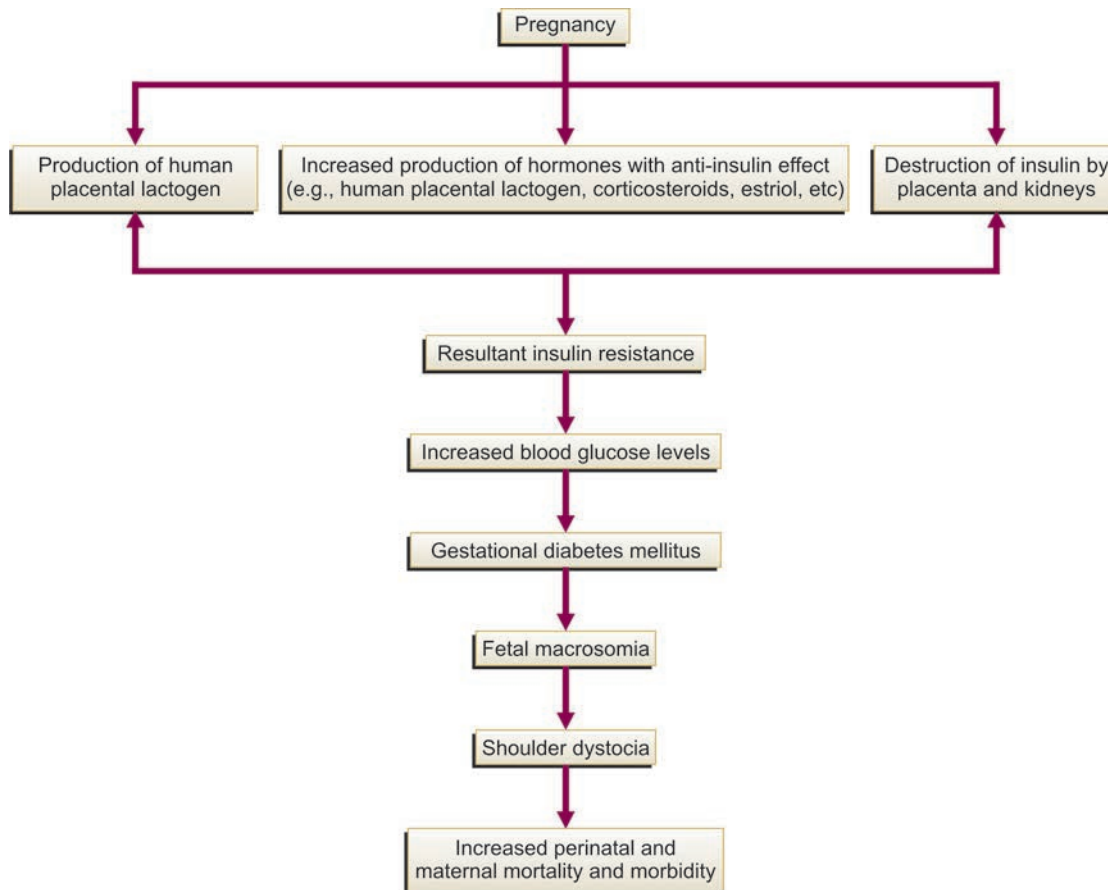 Pregnancy
Production of human
placental lactogen
Increased production of hormones with anti-insulin effect
(e.g., human placental lactogen, corticosteroids, estriol, etc)
Destruction of insulin by
placenta and kidneys
Resultant insulin resistance
Increased blood glucose levels
Gestational diabetes mellitus
Fetal macrosomia
Shoulder dystocia
Increased perinatal and
maternal mortality and morbidity